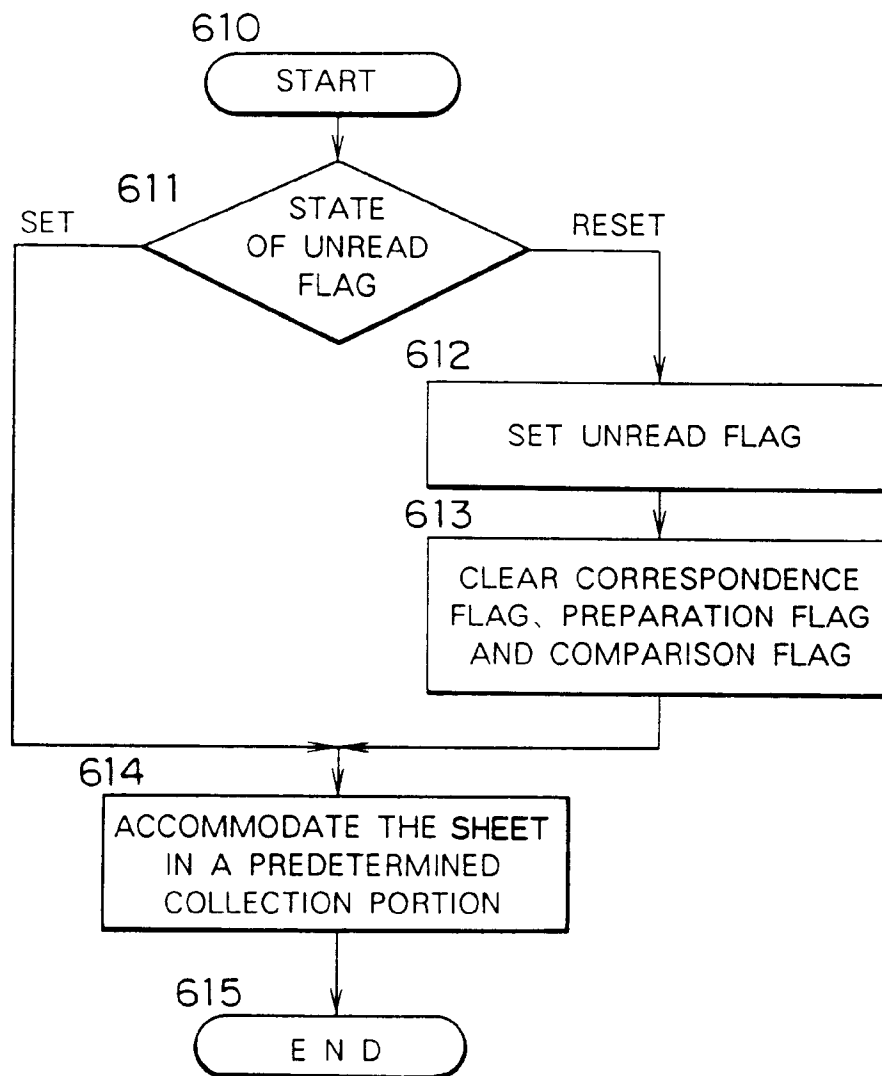 610
START
611
SET
STATE
OF UNREAD
FLAG
RESET
612
SET UNREAD FLAG
613
CLEAR CORRESPONDENCE
FLAG、PREPARATION FLAG
AND COMPARISON FLAG
614
ACCOMMODATE THE SHEET
IN A PREDETERMINED
COLLECTION PORTION
615
END